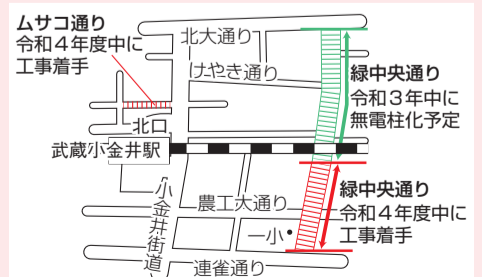 ムサコ通り
令和４年度中に
工事着手
北大通り
けやき通り
緑中央通り
令和３年中に
無電柱化予定
北口
武蔵小金井駅
緑中央通り
令和４年度中に
工事着手
農工大通り
小金井街道
一小
連雀通り